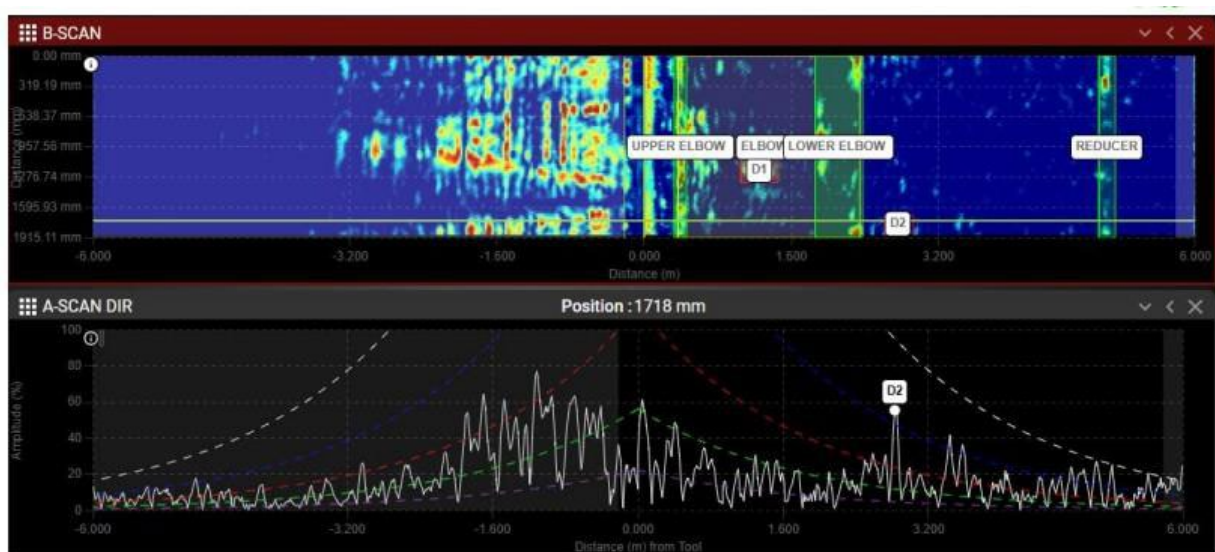 B-SCAN
0.00 mm
319.19 mm
638.37 mm
957.56 mm
1276.74 mm
1595.93 mm
1915.11 mm
Distance (m)
UPPER ELBOW
ELBOW
LOWER ELBOW
REDUCER
D1
D2
-6.000 -3.200 -1.600 0.000 1.600 3.200 6.000
Distance (m)
A-SCAN DIR Position : 1718 mm
100
80
60
40
20
0
Amplitude (%)
D2
-6.000 -3.200 -1.600 0.000 1.600 3.200 6.000
Distance (m) from Tool